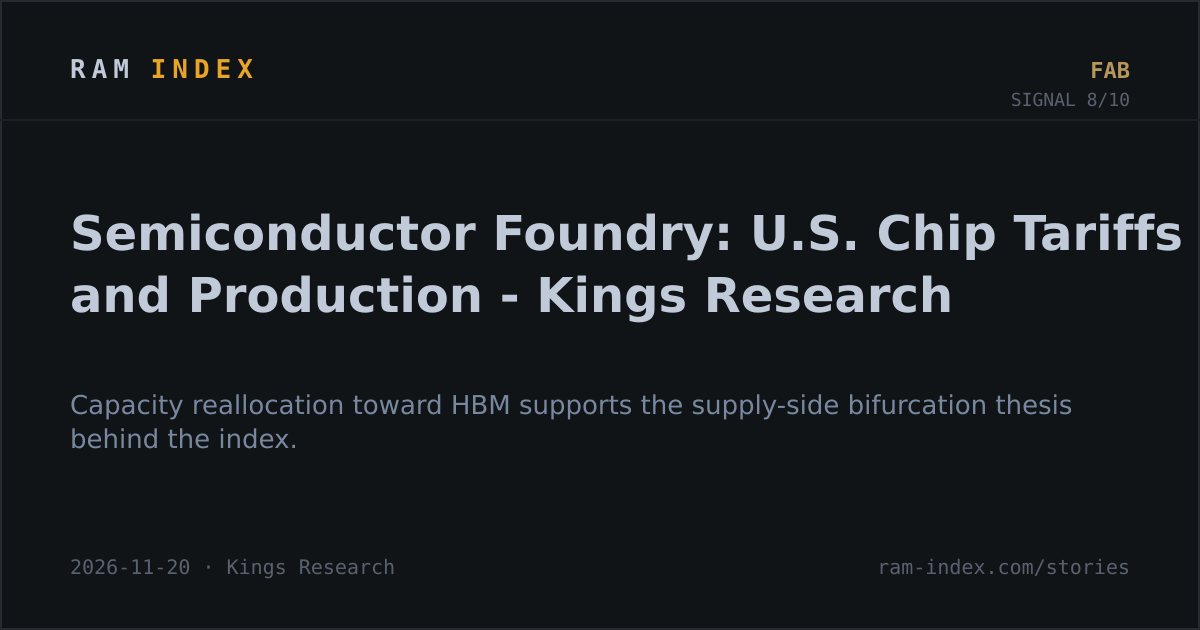 RAM INDEX
FAB
SIGNAL 8/10
Semiconductor Foundry: U.S. Chip Tariffs
and Production - Kings Research
Capacity reallocation toward HBM supports the supply-side bifurcation thesis
behind the index.
2026-11-20 · Kings Research
ram-index.com/stories